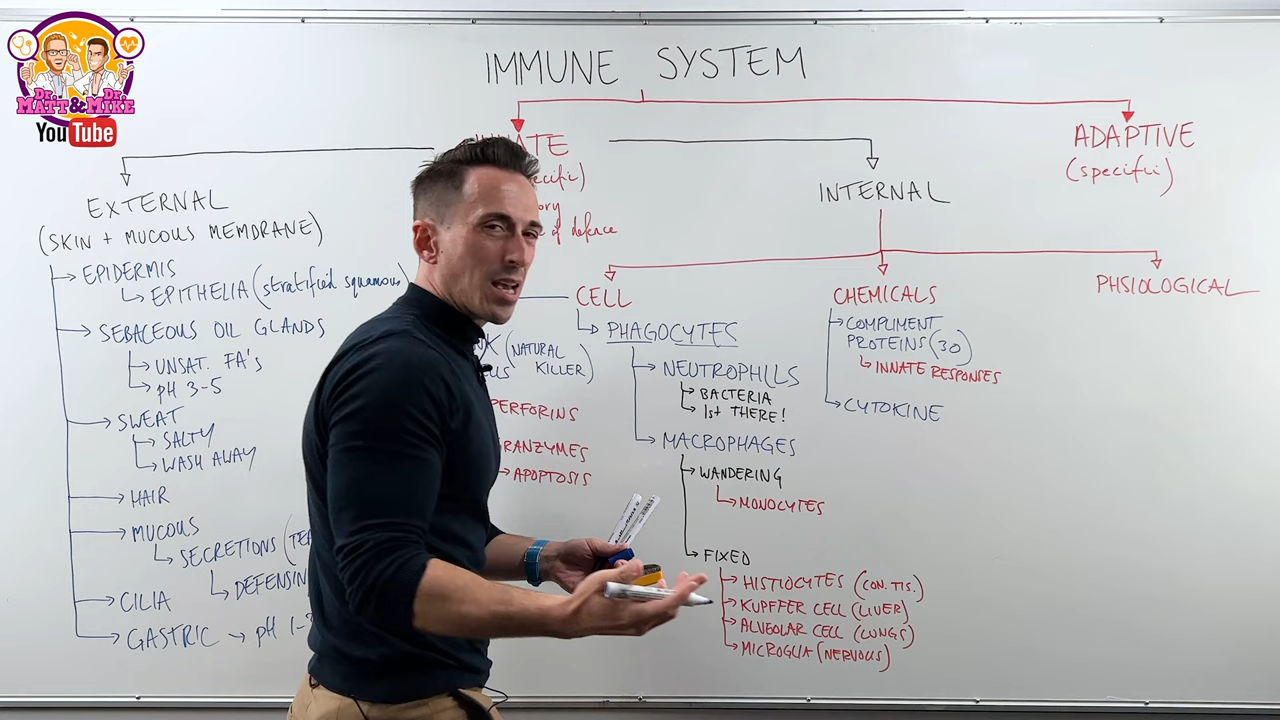 Dr. Dr.
MATT & MIKE
YouTube
IMMUNE SYSTEM
ADAPTIVE
(specific)
INTERNAL
EXTERNAL
(SKIN + MUCOUS MEMBRANE)
of defence
EPIDERMIS
EPITHELIA (stratified squamous)
SEBACEOUS OIL GLANDS
UNSAT. FA's
pH 3-5
SWEAT
SALTY
WASH AWAY
HAIR
MUCOUS
SECRETIONS
CILIA
GASTRIC → pH
CELL
(NATURAL
KILLER)
PERFORINS
APOPTOSIS
PHAGOCYTES
NEUTROPHILS
BACTERIA
1st THERE!
MACROPHAGES
WANDERING
MONOCYTES
FIXED
HISTIOCYTES (CON. TIS.)
KUPFFER CELL (LIVER)
ALVEOLAR CELL (LUNGS)
MICROGLIA (NERVOUS)
CHEMICALS
COMPLIMENT
PROTEINS (30)
INNATE RESPONSES
CYTOKINE
PHSIOLOGICAL